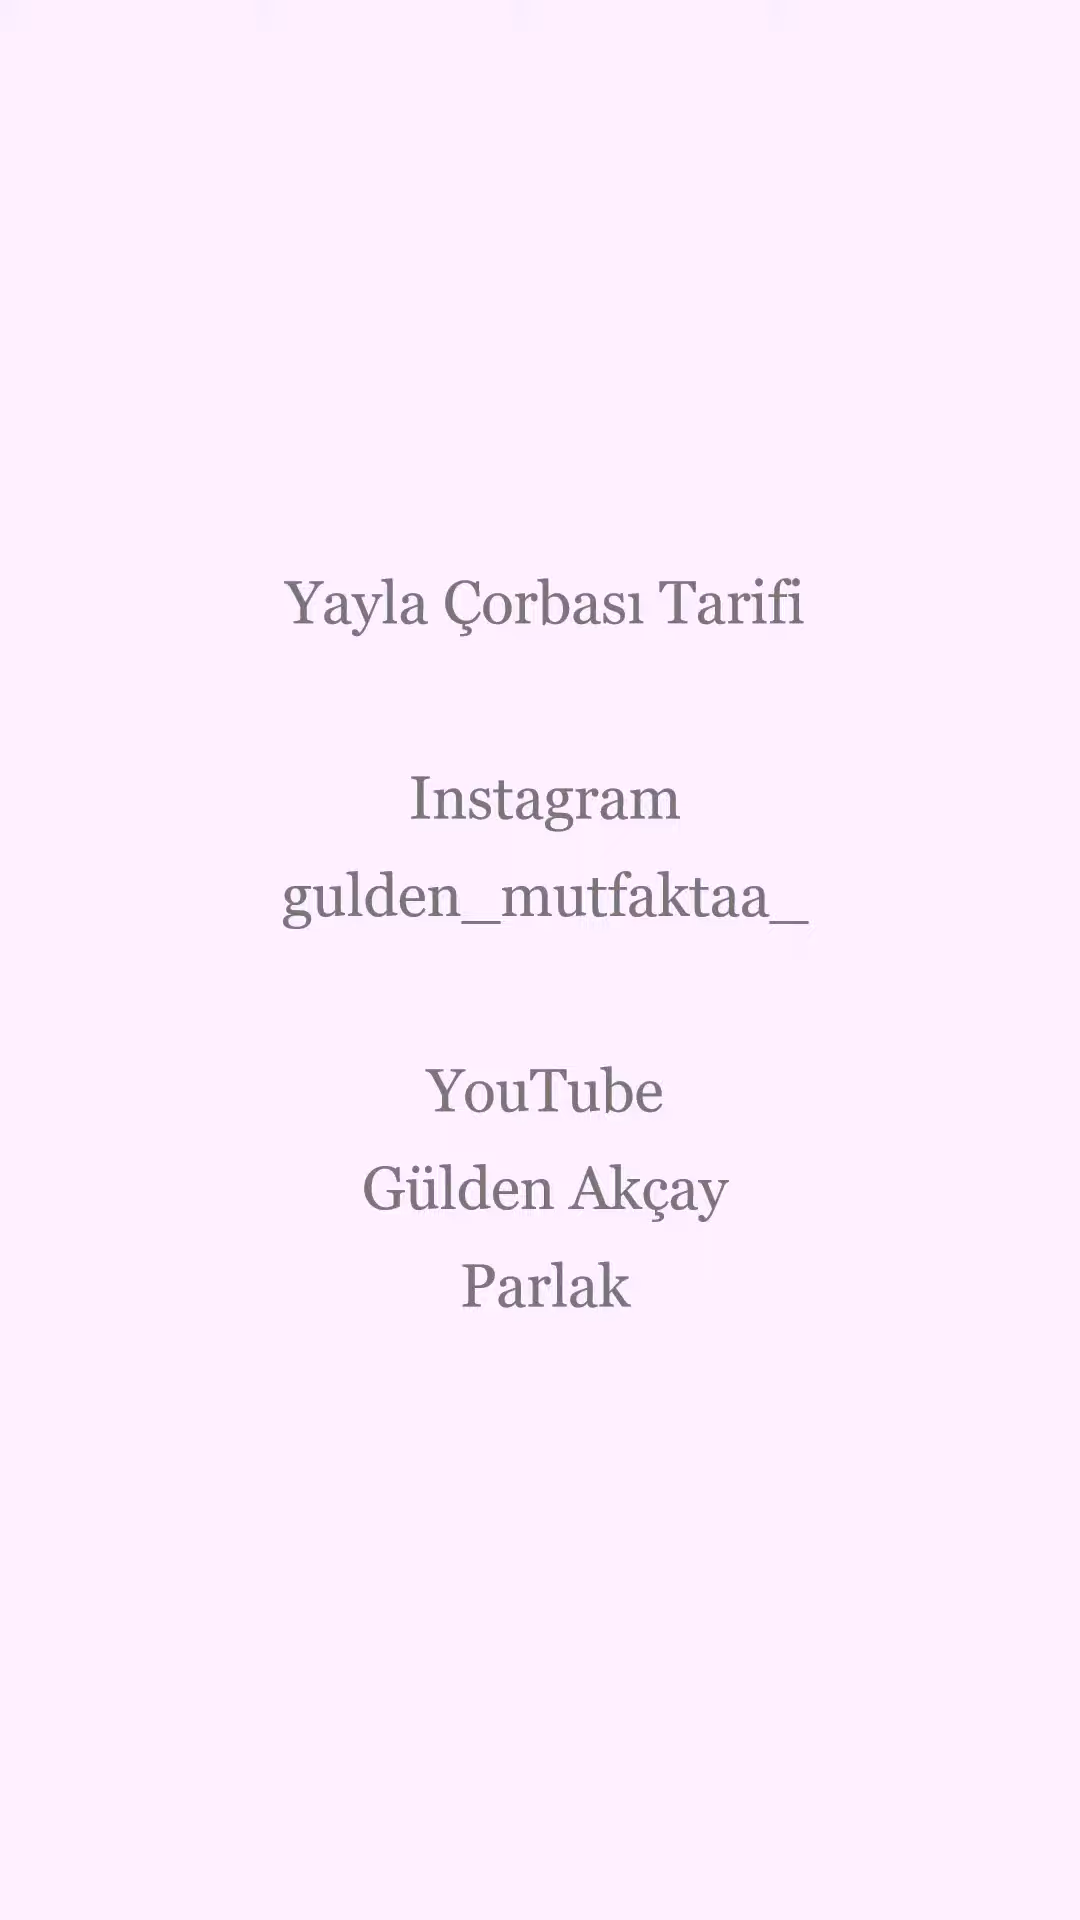 Yayla Çorbası Tarifi
Instagram
gulden_mutfaktaa_
YouTube
Gülden Akçay
Parlak